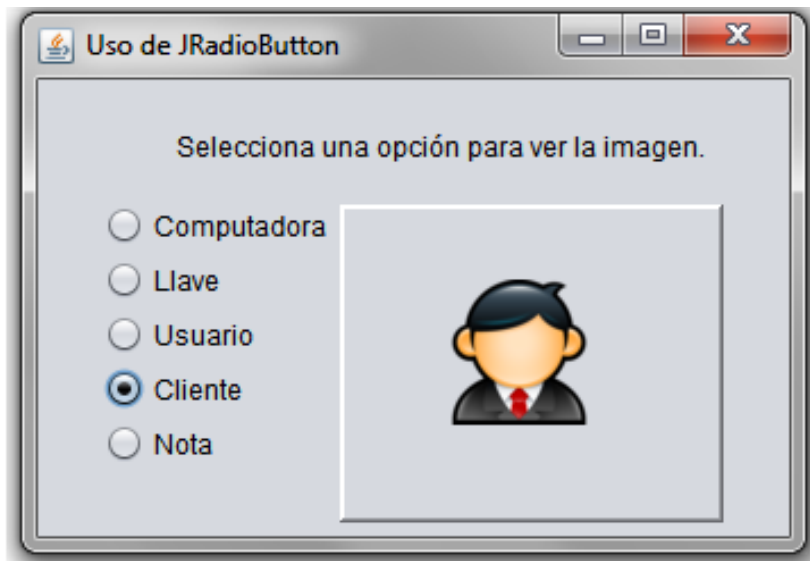 Uso de JRadioButton
Selecciona una opción para ver la imagen.
Computadora
Llave
Usuario
Cliente
Nota